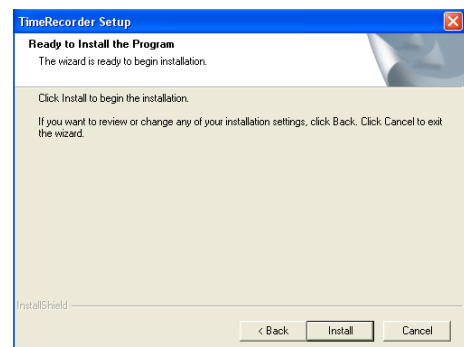 TimeRecorder Setup
Ready to Install the Program
The wizard is ready to begin installation.
Click Install to begin the installation.
If you want to review or change any of your installation settings, click Back. Click Cancel to exit
the wizard.
InstallShield
< Back Install Cancel